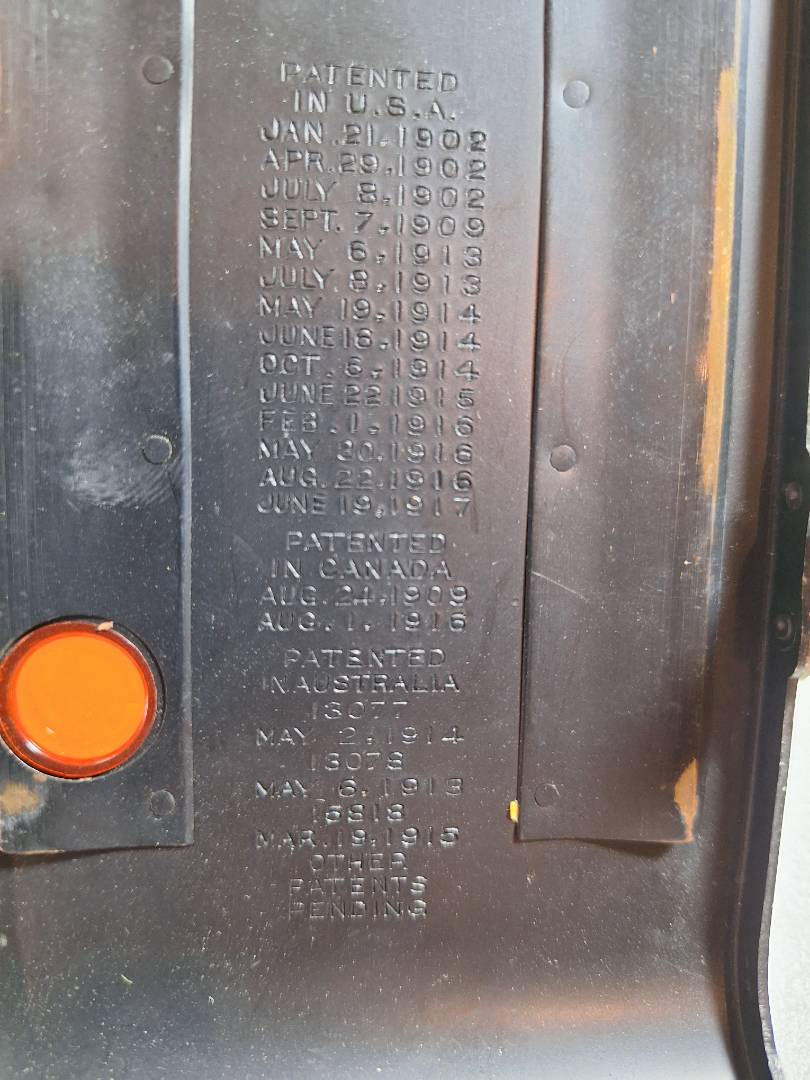 PATENTED
IN U.S.A.
JAN. 21, 1902
APR. 29, 1902
JULY 8, 1902
SEPT. 7, 1909
MAY 6, 1913
JULY 8, 1913
MAY 19, 1914
JUNE 18, 1914
OCT. 6, 1914
JUNE 22 1915
FEB. 1, 1916
MAY 30, 1916
AUG. 22, 1916
JUNE 19, 1917
PATENTED
IN CANADA
AUG. 24, 1909
AUG. 1, 1916
PATENTED
IN AUSTRALIA
13077
MAY 2, 1914
13078
MAY 6, 1913
15818
MAR. 19, 1915
OTHER
PATENTS
PENDING